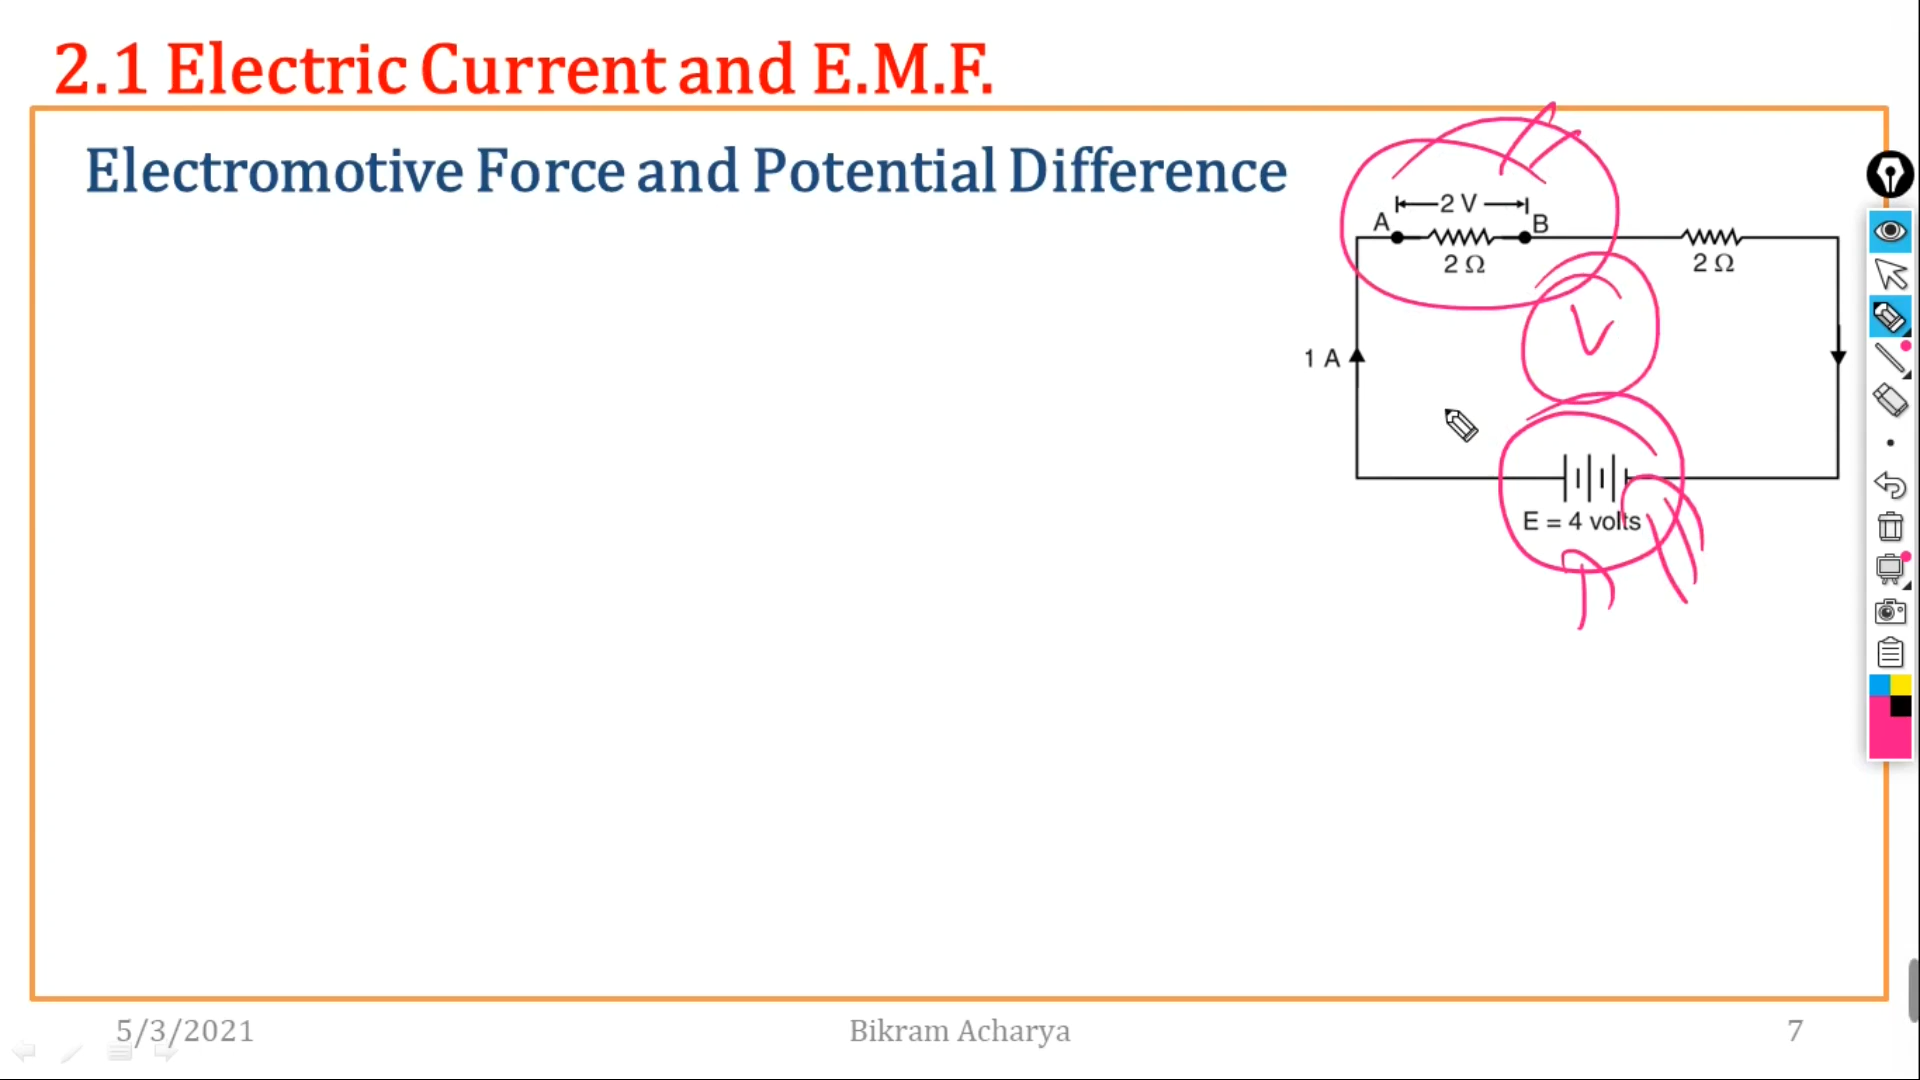 2.1 Electric Current and E.M.F.
Electromotive Force and Potential Difference
2 V
A
B
2 Ω
2 Ω
V
1 A
E = 4 volts
5/3/2021
Bikram Acharya
7